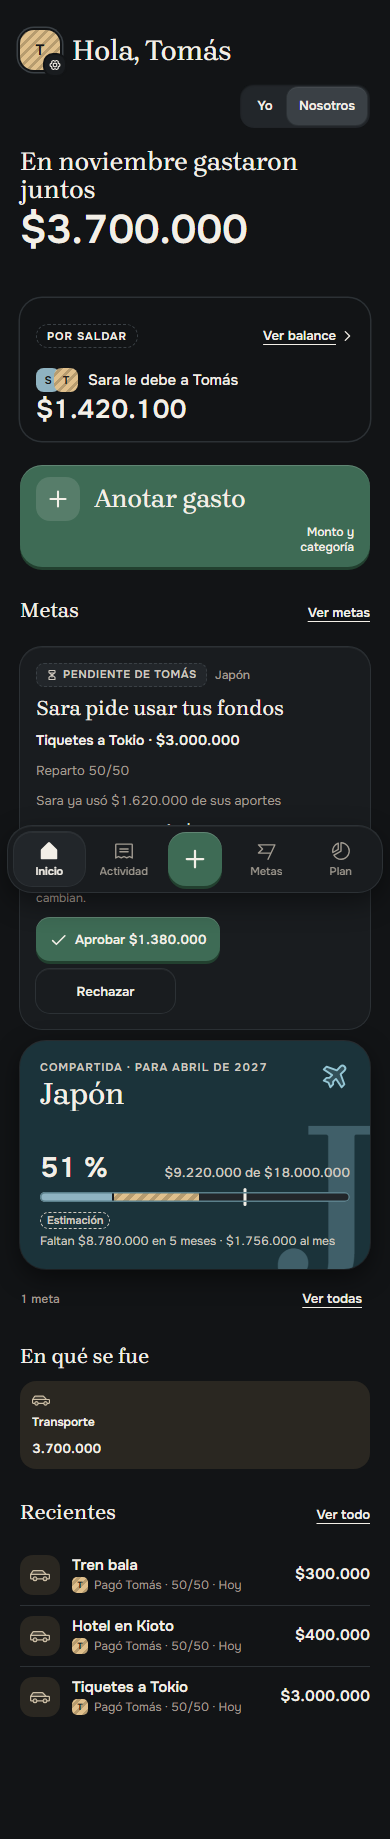 T
Hola, Tomás
Yo
Nosotros
En noviembre gastaron
juntos
$3.700.000
POR SALDAR
Ver balance
S T Sara le debe a Tomás
$1.420.100
Anotar gasto
Monto y
categoría
Metas
Ver metas
PENDIENTE DE TOMÁS
Japón
Sara pide usar tus fondos
Tiquetes a Tokio · $3.000.000
Reparto 50/50
Sara ya usó $1.620.000 de sus aportes
Inicio
Actividad
Metas
Plan
cambian.
Aprobar $1.380.000
Rechazar
COMPARTIDA · PARA ABRIL DE 2027
Japón
J
51 %
$9.220.000 de $18.000.000
Estimación
Faltan $8.780.000 en 5 meses · $1.756.000 al mes
1 meta
Ver todas
En qué se fue
Transporte
3.700.000
Recientes
Ver todo
Tren bala
$300.000
T Pagó Tomás · 50/50 · Hoy
Hotel en Kioto
$400.000
T Pagó Tomás · 50/50 · Hoy
Tiquetes a Tokio
$3.000.000
T Pagó Tomás · 50/50 · Hoy